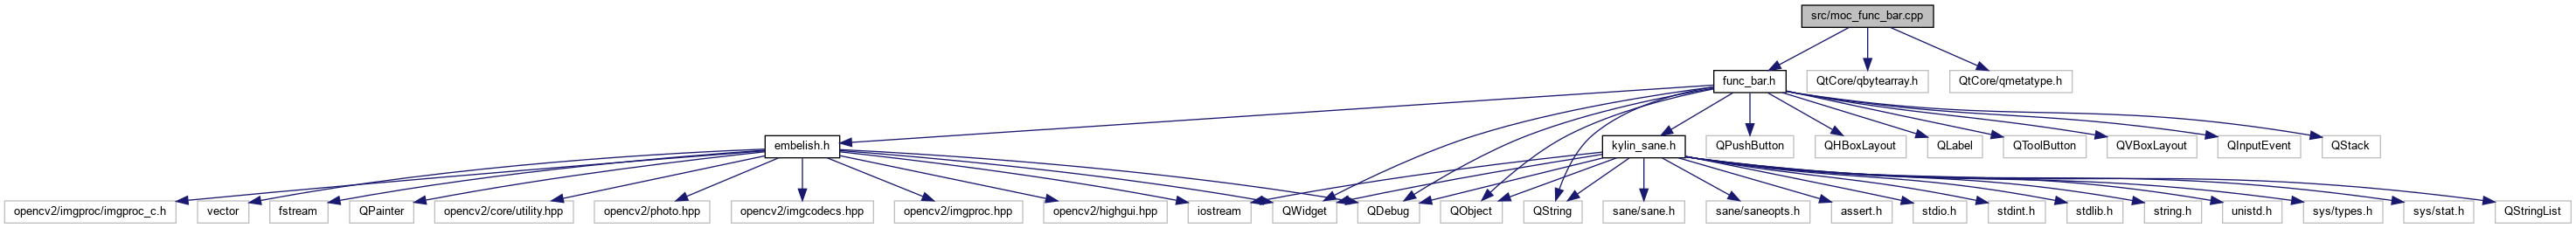 src/moc_func_bar.cpp
func_bar.h
QtCore/qbytearray.h
QtCore/qmetatype.h
embelish.h
kylin_sane.h
QPushButton
QHBoxLayout
QLabel
QToolButton
QVBoxLayout
QInputEvent
QStack
opencv2/imgproc/imgproc_c.h
vector
fstream
QPainter
opencv2/core/utility.hpp
opencv2/photo.hpp
opencv2/imgcodecs.hpp
opencv2/imgproc.hpp
opencv2/highgui.hpp
iostream
QWidget
QDebug
QObject
QString
sane/sane.h
sane/saneopts.h
assert.h
stdio.h
stdint.h
stdlib.h
string.h
unistd.h
sys/types.h
sys/stat.h
QStringList